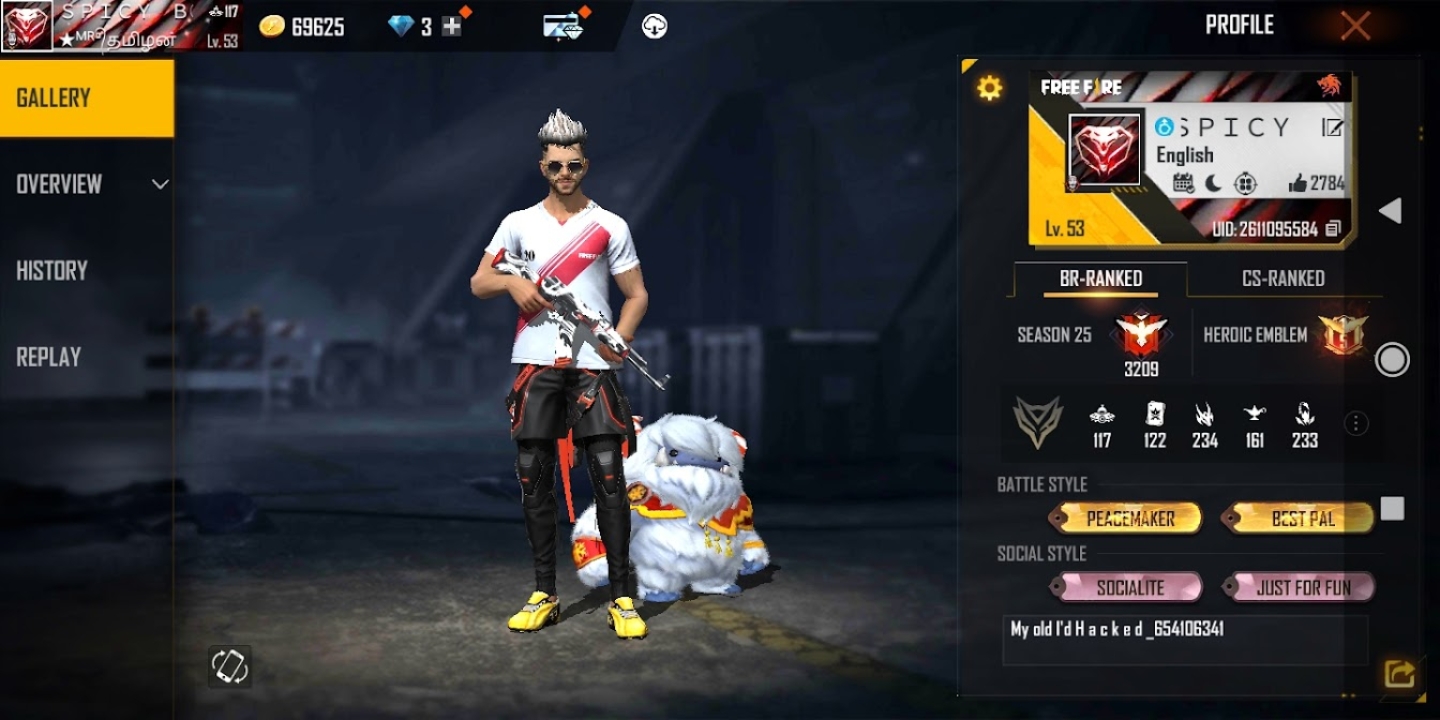 SPICY B
117
★ᴹᴿ°|தமிழன்
Lv. 53
69625
3
PROFILE
GALLERY
OVERVIEW
HISTORY
REPLAY
20
FREE FIRE
SPICY
English
2784
Lv. 53
UID: 2611095584
BR-RANKED
CS-RANKED
SEASON 25
3209
HEROIC EMBLEM
117 122 234 161 233
BATTLE STYLE
PEACEMAKER
BEST PAL
SOCIAL STYLE
SOCIALITE
JUST FOR FUN
My old I'd H a c k e d _654106341